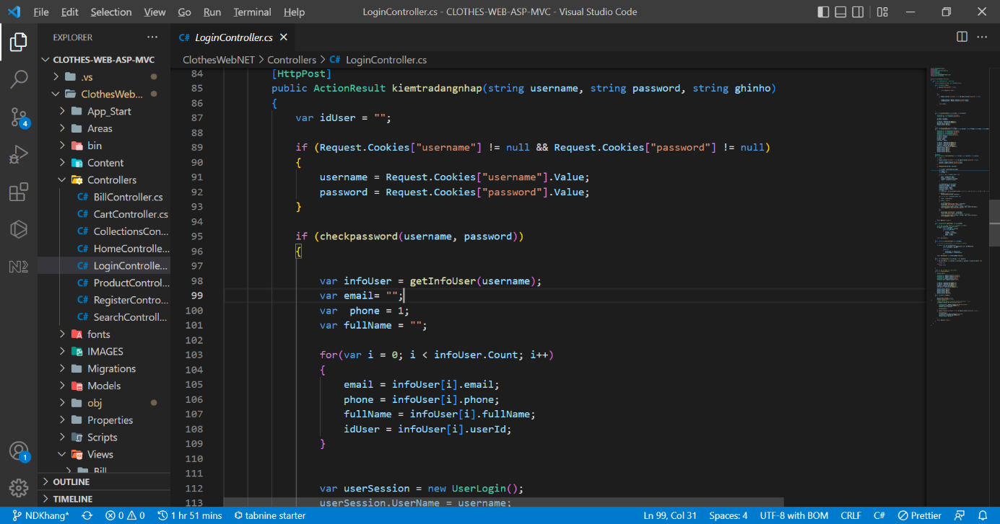 File Edit Selection View Go Run Terminal Help LoginController.cs - CLOTHES-WEB-ASP-MVC - Visual Studio Code
EXPLORER
CLOTHES-WEB-ASP-MVC
.vs
ClothesWeb...
App_Start
Areas
bin
Content
Controllers
C# BillController.cs
C# CartController.cs
C# CollectionsCon...
C# HomeControlle...
C# LoginControlle...
C# ProductControl...
C# RegisterContro...
C# SearchControll...
fonts
IMAGES
Migrations
Models
obj
Properties
Scripts
Views
Bill
OUTLINE
TIMELINE
4
1
C# LoginController.cs
ClothesWebNET > Controllers > C# LoginController.cs
84 [HttpPost]
85 public ActionResult kiemtradangnhap(string username, string password, string ghinho)
86 {
87 var idUser = "";
88
89 if (Request.Cookies["username"] != null && Request.Cookies["password"] != null)
90 {
91 username = Request.Cookies["username"].Value;
92 password = Request.Cookies["password"].Value;
93 }
94
95 if (checkpassword(username, password))
96 {
97
98 var infoUser = getInfoUser(username);
99 var email= "";
100 var  phone = 1;
101 var fullName = "";
102
103 for(var i = 0; i < infoUser.Count; i++)
104 {
105 email = infoUser[i].email;
106 phone = infoUser[i].phone;
107 fullName = infoUser[i].fullName;
108 idUser = infoUser[i].userId;
109 }
110
111
112 var userSession = new UserLogin();
113 userSession.UserName = username;
NDKhang* 0 0 1 hr 51 mins tabnine starter Ln 99, Col 31 Spaces: 4 UTF-8 with BOM CRLF C# Prettier